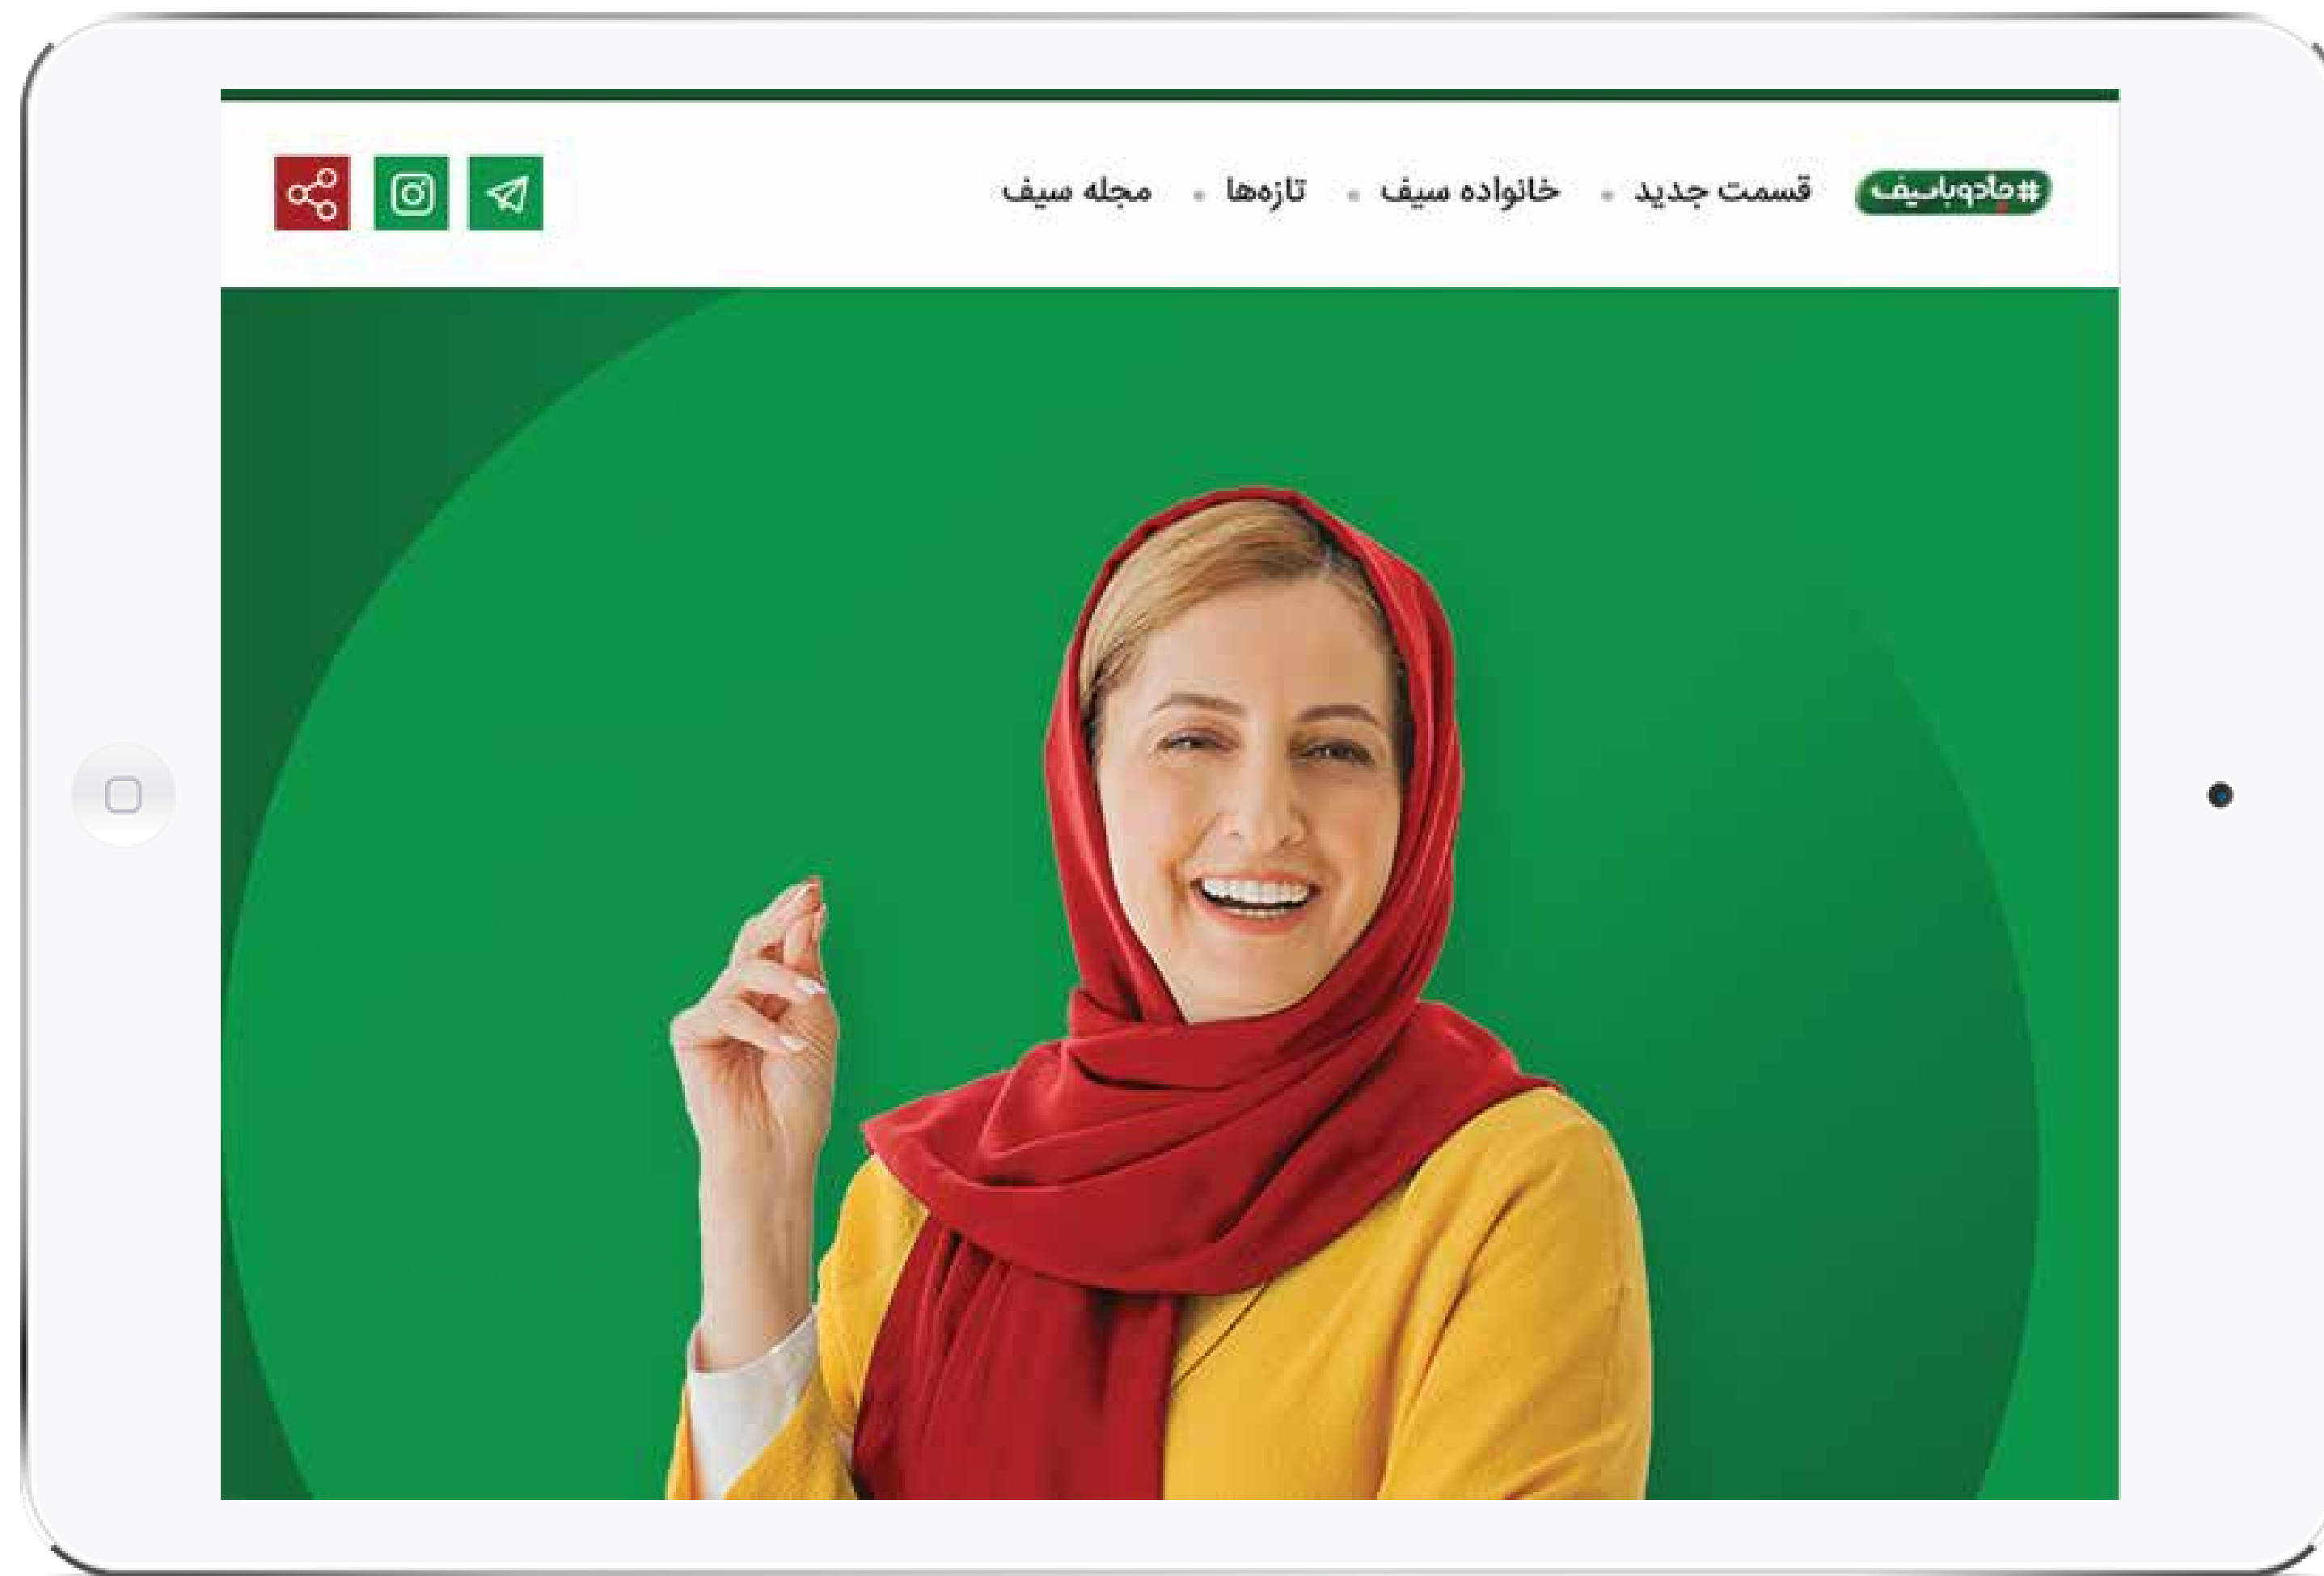 #جادوباسیف قسمت جدید • خانواده سیف • تازه‌ها • مجله سیف